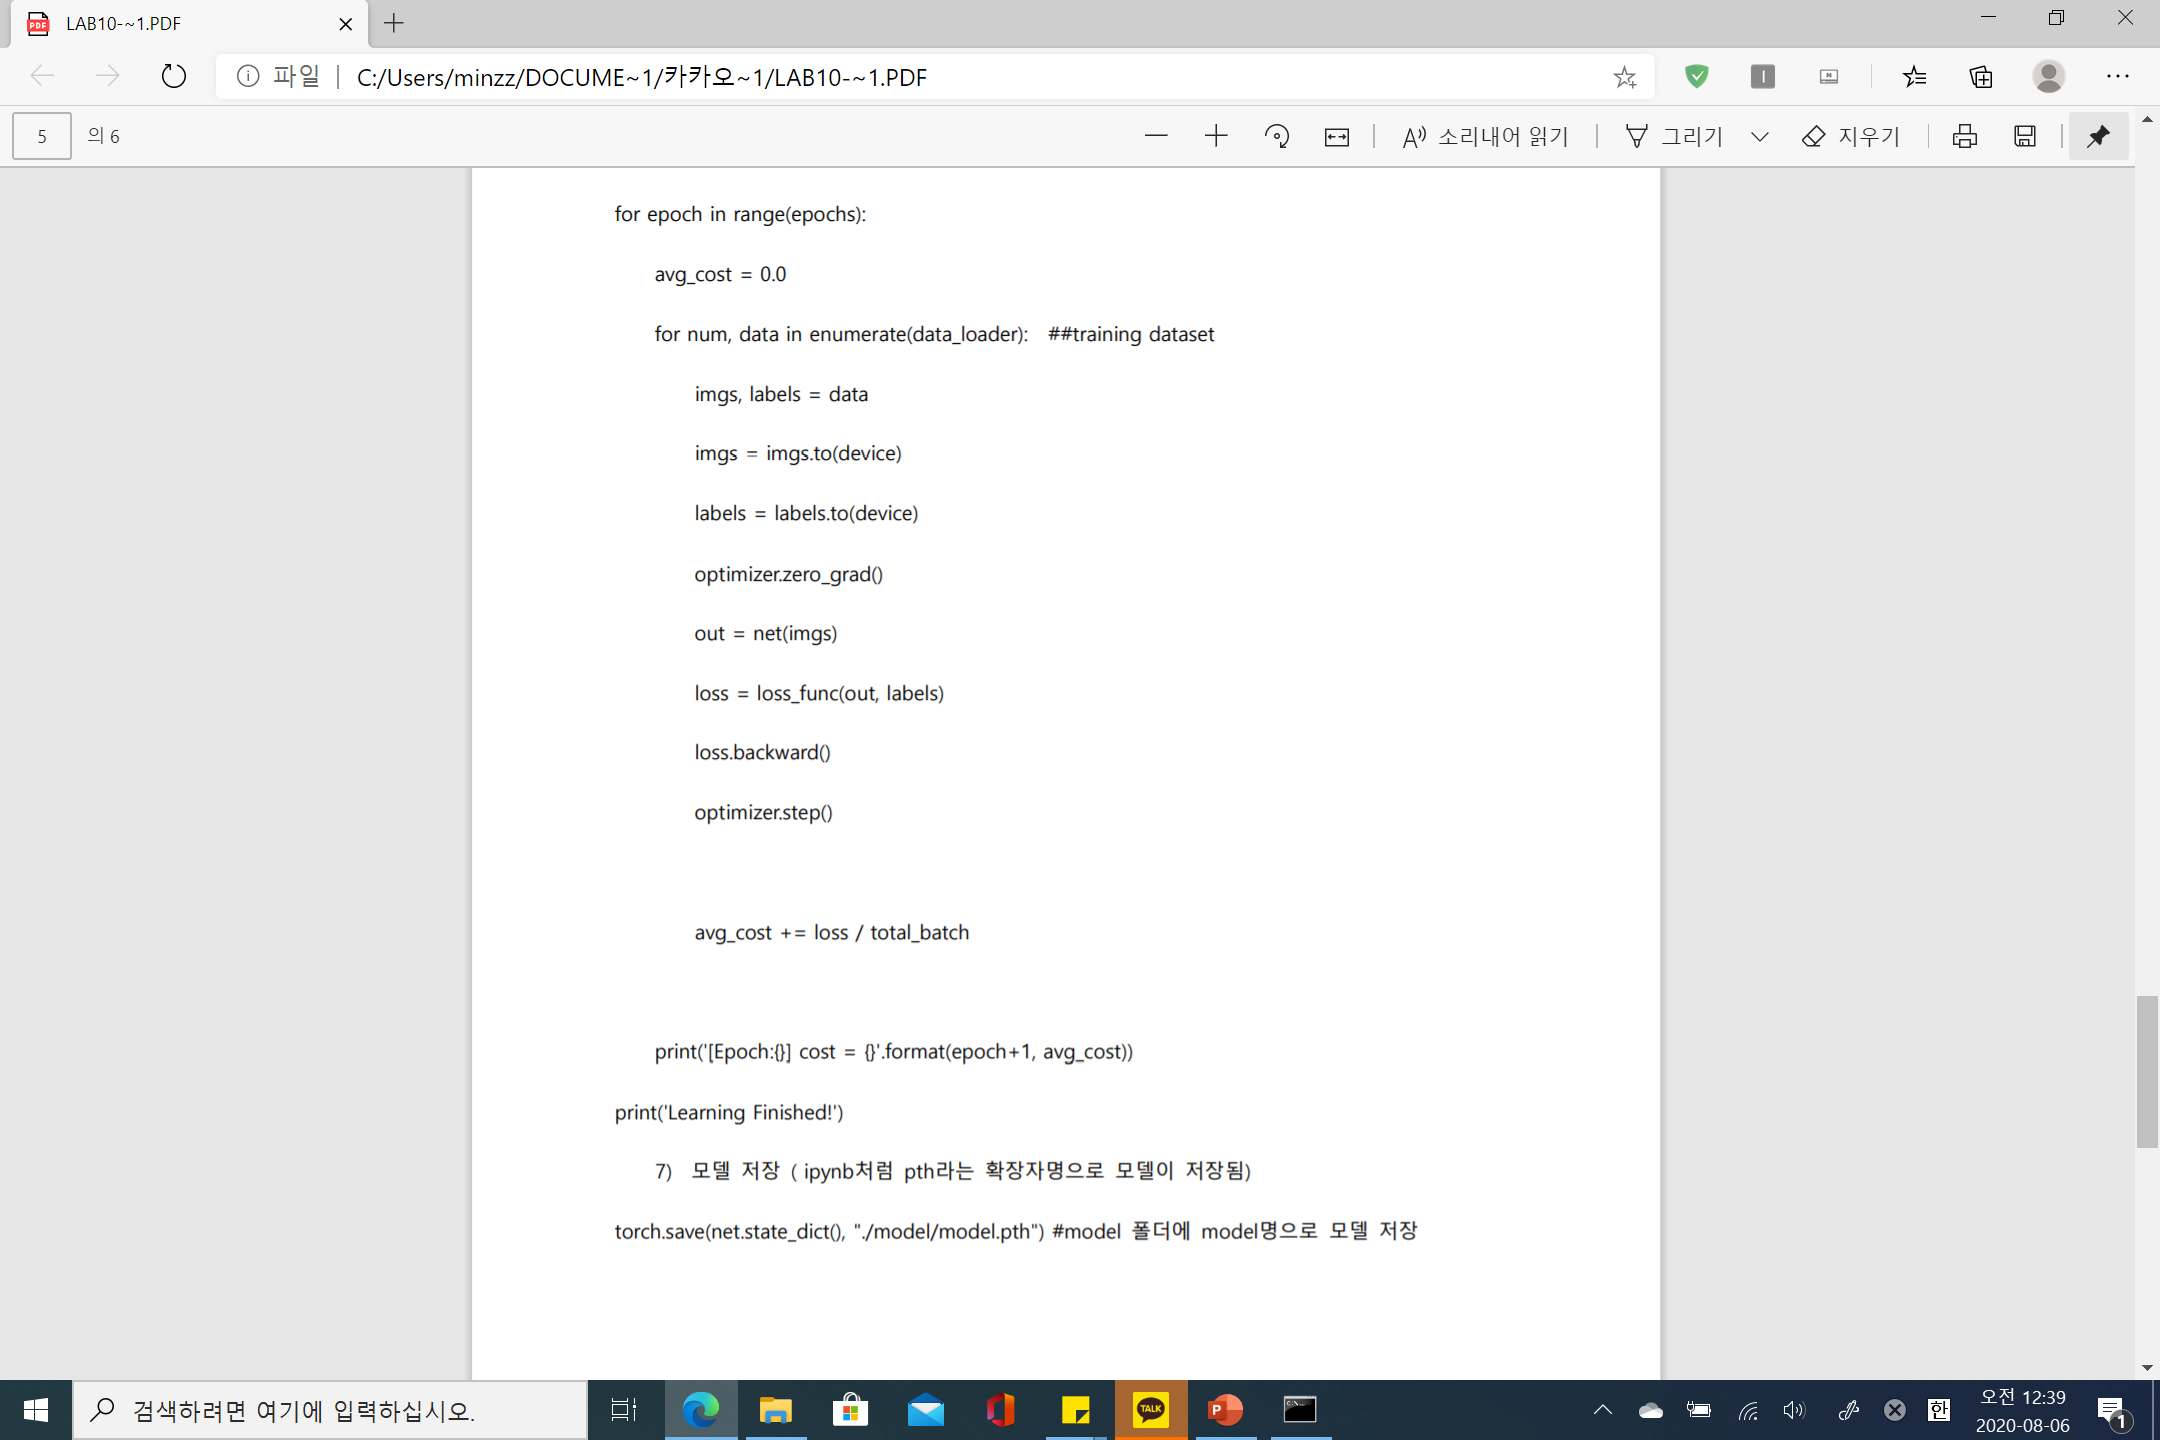 LAB10-~1.PDF
파일 | C:/Users/minzz/DOCUME~1/카카오~1/LAB10-~1.PDF
5 의 6
소리내어 읽기
그리기
지우기
for epoch in range(epochs):
avg_cost = 0.0
for num, data in enumerate(data_loader): ##training dataset
imgs, labels = data
imgs = imgs.to(device)
labels = labels.to(device)
optimizer.zero_grad()
out = net(imgs)
loss = loss_func(out, labels)
loss.backward()
optimizer.step()
avg_cost += loss / total_batch
print('[Epoch:{}] cost = {}'.format(epoch+1, avg_cost))
print('Learning Finished!')
7) 모델 저장 ( ipynb처럼 pth라는 확장자명으로 모델이 저장됨)
torch.save(net.state_dict(), "./model/model.pth") #model 폴더에 model명으로 모델 저장
검색하려면 여기에 입력하십시오.
TALK
한
오전 12:39
2020-08-06
1